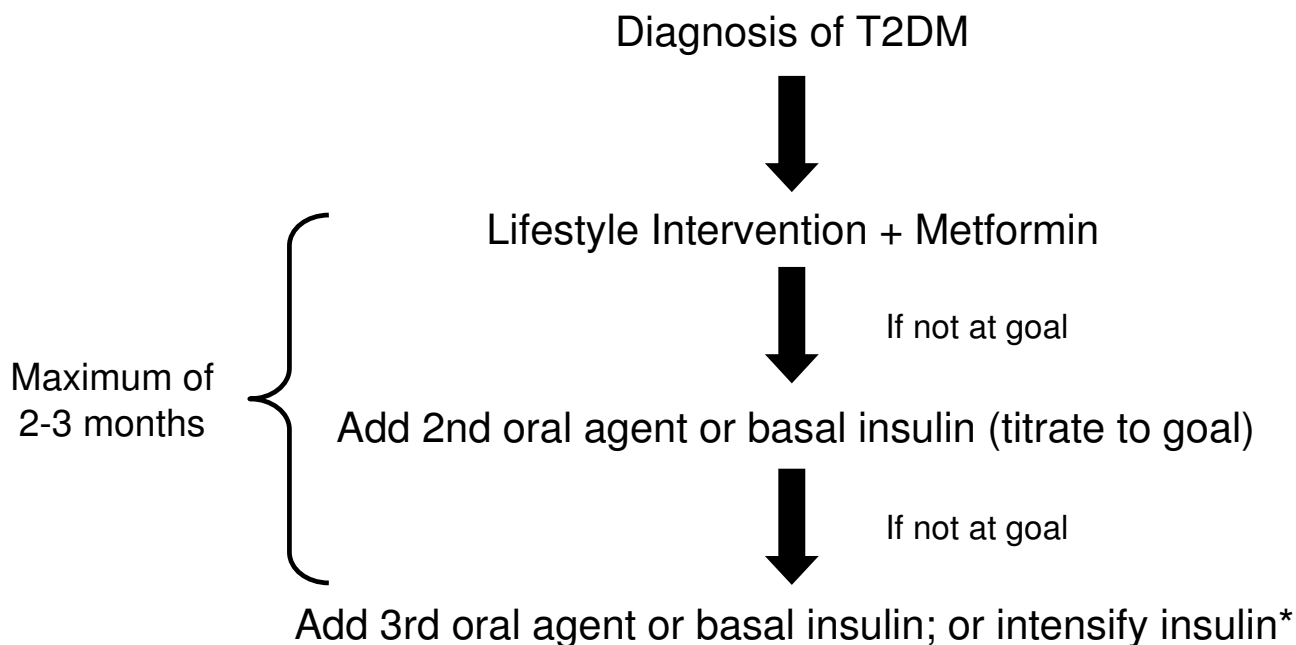 Diagnosis of T2DM
Lifestyle Intervention + Metformin
If not at goal
Maximum of
2-3 months
Add 2nd oral agent or basal insulin (titrate to goal)
If not at goal
Add 3rd oral agent or basal insulin; or intensify insulin*